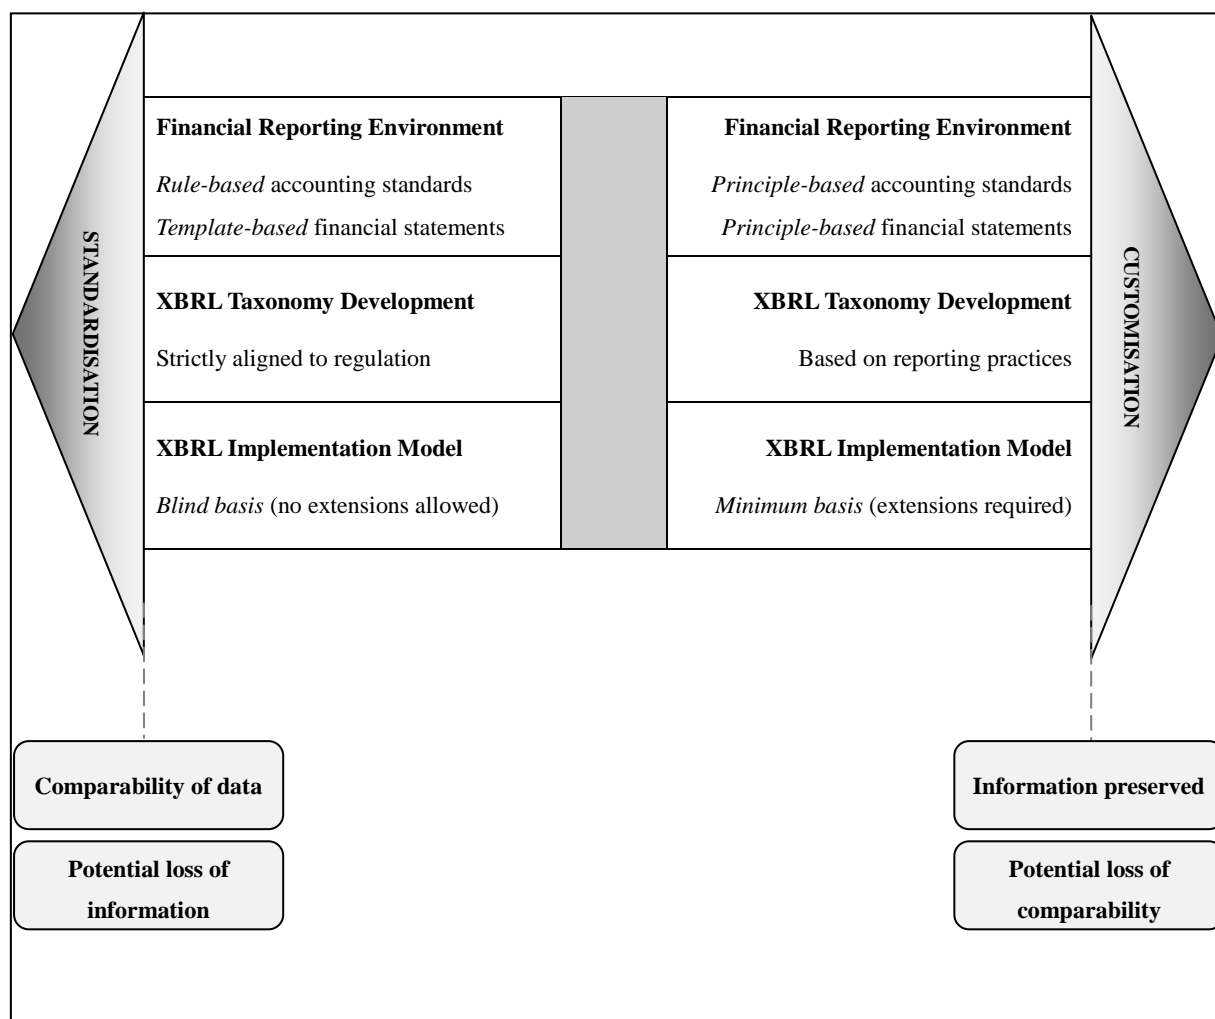 STANDARDISATION
Financial Reporting Environment
Rule-based accounting standards
Template-based financial statements
XBRL Taxonomy Development
Strictly aligned to regulation
XBRL Implementation Model
Blind basis (no extensions allowed)
Financial Reporting Environment
Principle-based accounting standards
Principle-based financial statements
XBRL Taxonomy Development
Based on reporting practices
XBRL Implementation Model
Minimum basis (extensions required)
CUSTOMISATION
Comparability of data
Potential loss of
information
Information preserved
Potential loss of
comparability